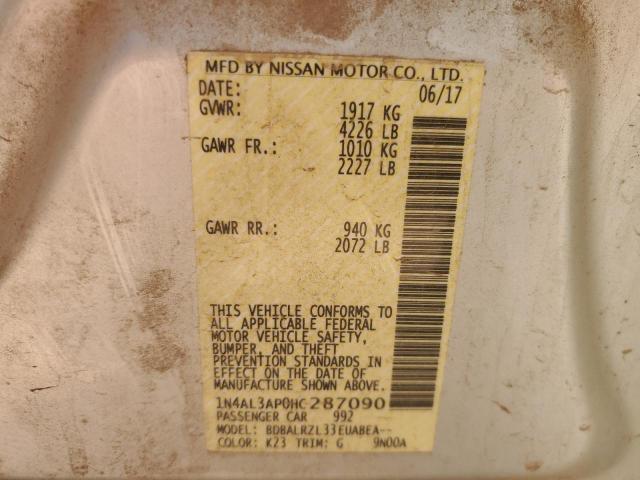 MFD BY NISSAN MOTOR CO., LTD.
DATE: 06/17
GVWR: 1917 KG
4226 LB
GAWR FR.: 1010 KG
2227 LB
GAWR RR.: 940 KG
2072 LB
THIS VEHICLE CONFORMS TO
ALL APPLICABLE FEDERAL
MOTOR VEHICLE SAFETY,
BUMPER, AND THEFT
PREVENTION STANDARDS IN
EFFECT ON THE DATE OF
MANUFACTURE SHOWN ABOVE.
1N4AL3AP0HC287090
PASSENGER CAR 992
MODEL: BDBALRZL33EUABEA--
COLOR: K23 TRIM: G 9N00A